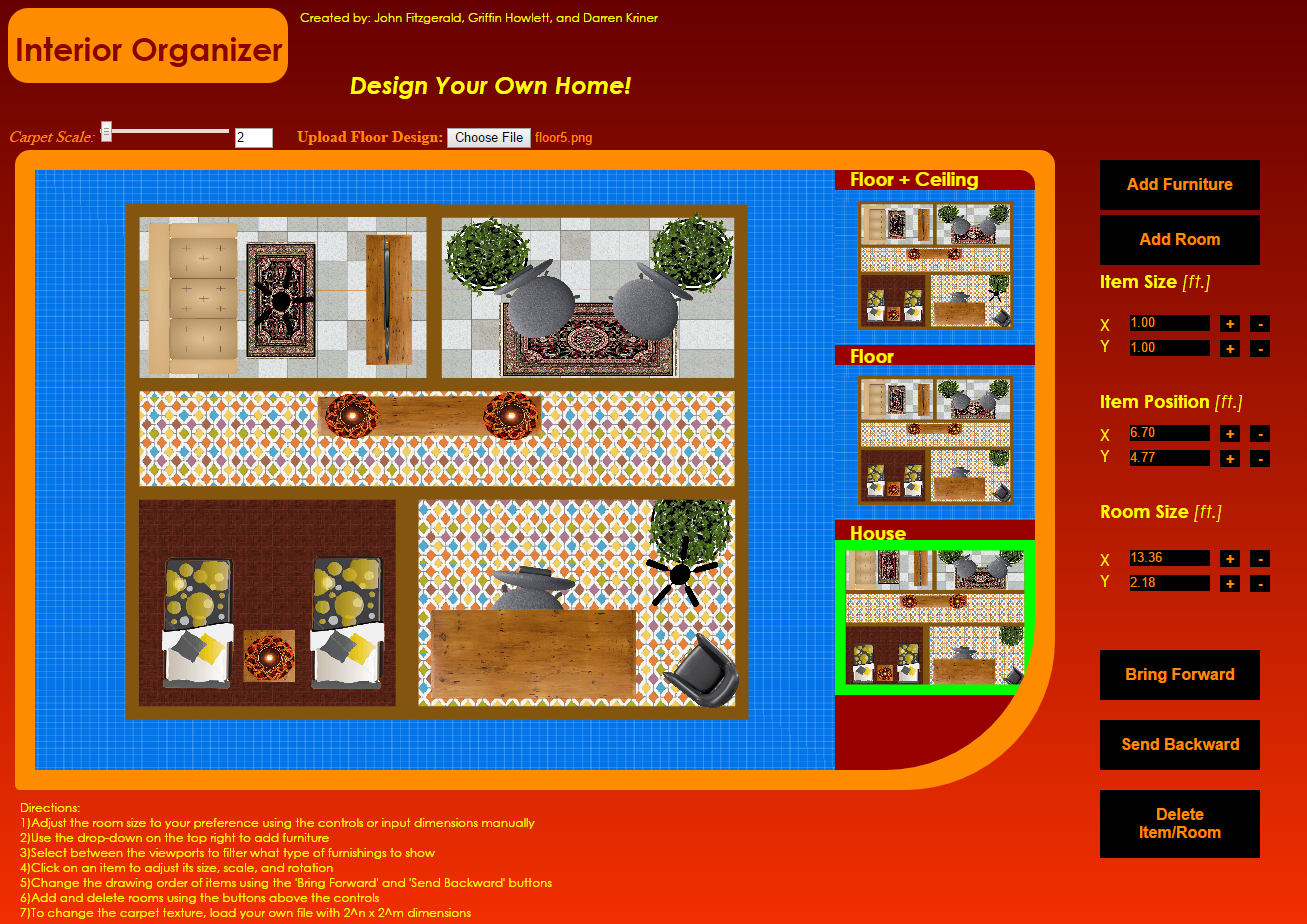 Interior Organizer
Created by: John Fitzgerald, Griffin Howlett, and Darren Kriner
Design Your Own Home!
Carpet Scale: 2 Upload Floor Design: Choose File floor5.png
Floor + Ceiling
Floor
House
Add Furniture
Add Room
Item Size [ft.]
X 1.00 + -
Y 1.00 + -
Item Position [ft.]
X 6.70 + -
Y 4.77 + -
Room Size [ft.]
X 13.36 + -
Y 2.18 + -
Bring Forward
Send Backward
Delete
Item/Room
Directions:
1)Adjust the room size to your preference using the controls or input dimensions manually
2)Use the drop-down on the top right to add furniture
3)Select between the viewports to filter what type of furnishings to show
4)Click on an item to adjust its size, scale, and rotation
5)Change the drawing order of items using the 'Bring Forward' and 'Send Backward' buttons
6)Add and delete rooms using the buttons above the controls
7)To change the carpet texture, load your own file with 2^n x 2^m dimensions